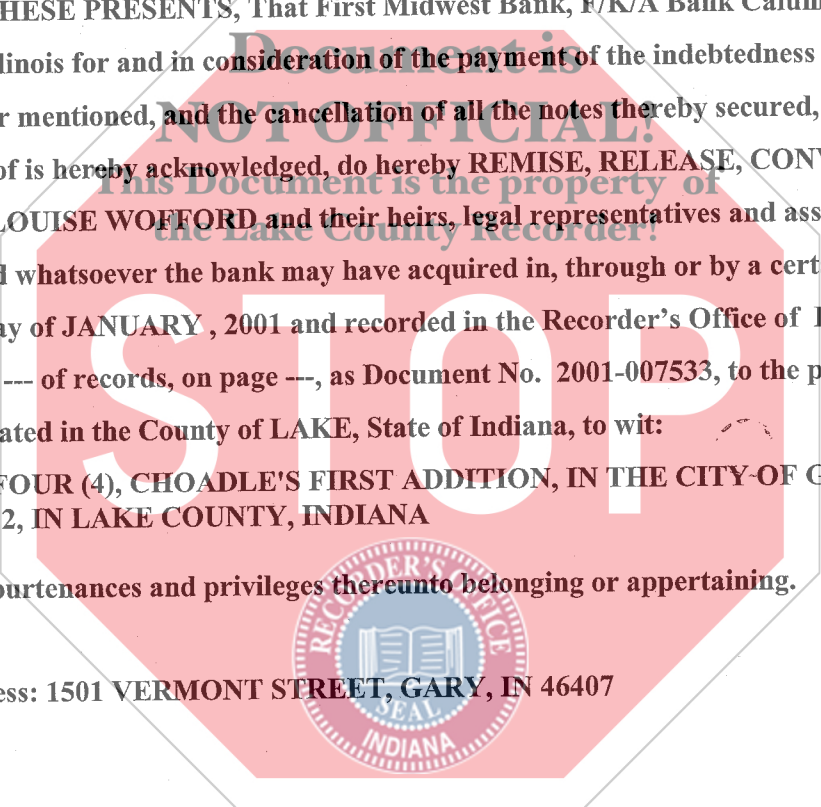 HESE PRESENTS, That First Midwest Bank, F/K/A Bank Calum
Document is
linois for and in consideration of the payment of the indebtedness
r mentioned, and the cancellation of all the notes thereby secured,
NOT OFFICIAL!
of is hereby acknowledged, do hereby REMISE, RELEASE, CONV
This Document is the property of
LOUISE WOFFORD and their heirs, legal representatives and ass
the Lake County Recorder!
d whatsoever the bank may have acquired in, through or by a cert
ay of JANUARY , 2001 and recorded in the Recorder's Office of
STOP
--- of records, on page ---, as Document No. 2001-007533, to the p
ated in the County of LAKE, State of Indiana, to wit:
FOUR (4), CHOADLE'S FIRST ADDITION, IN THE CITY OF G
2, IN LAKE COUNTY, INDIANA
ourtenances and privileges thereunto belonging or appertaining.
RECORDER'S OFFICE
ess: 1501 VERMONT STREET, GARY, IN 46407
SEAL
INDIANA